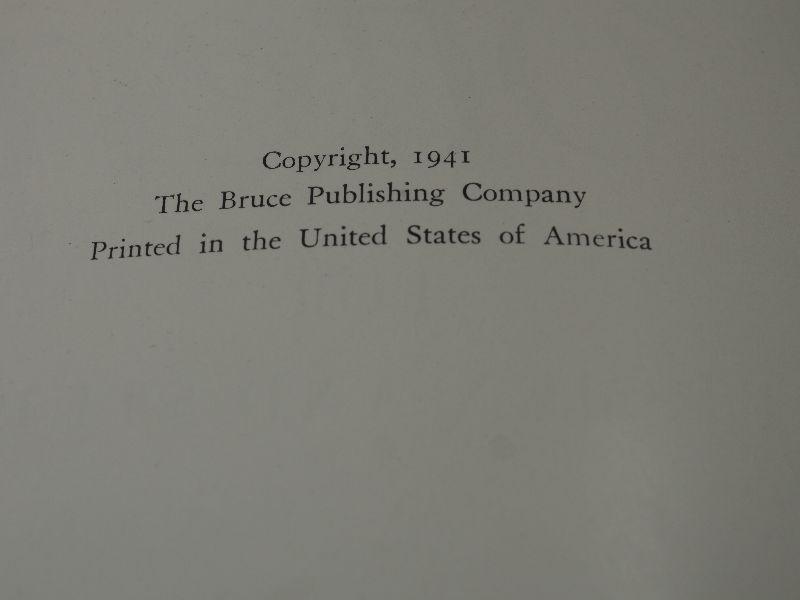 Copyright, 1941
The Bruce Publishing Company
Printed in the United States of America